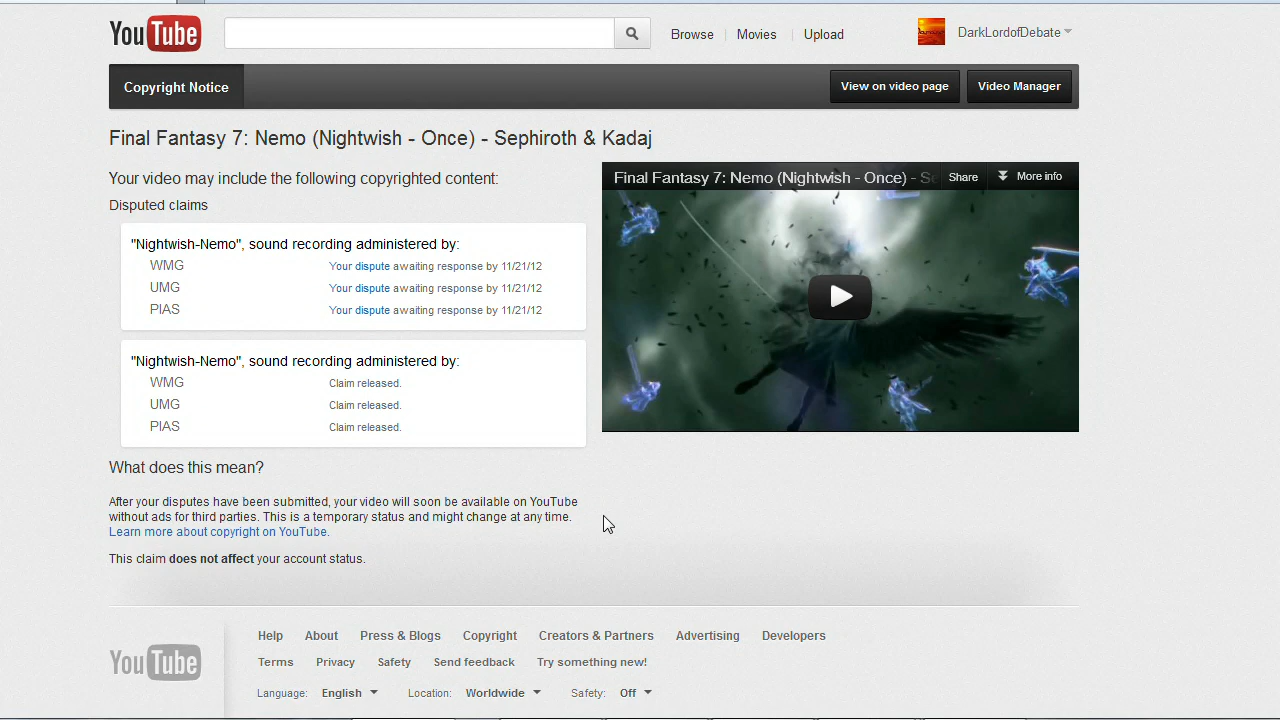 YouTube
Browse
Movies
Upload
DarkLordofDebate
Copyright Notice
View on video page
Video Manager
Final Fantasy 7: Nemo (Nightwish - Once) - Sephiroth & Kadaj
Your video may include the following copyrighted content:
Disputed claims
"Nightwish-Nemo", sound recording administered by:
WMG Your dispute awaiting response by 11/21/12
UMG Your dispute awaiting response by 11/21/12
PIAS Your dispute awaiting response by 11/21/12
"Nightwish-Nemo", sound recording administered by:
WMG Claim released.
UMG Claim released.
PIAS Claim released.
Final Fantasy 7: Nemo (Nightwish - Once) - Se
Share
More info
What does this mean?
After your disputes have been submitted, your video will soon be available on YouTube
without ads for third parties. This is a temporary status and might change at any time.
Learn more about copyright on YouTube.
This claim does not affect your account status.
YouTube
Help About Press & Blogs Copyright Creators & Partners Advertising Developers
Terms Privacy Safety Send feedback Try something new!
Language: English Location: Worldwide Safety: Off